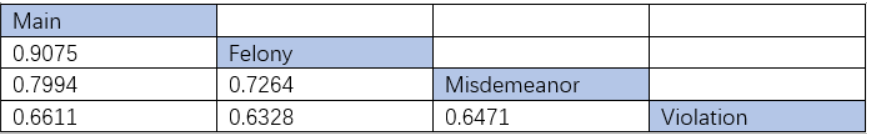 Main
0.9075 Felony
0.7994 0.7264 Misdemeanor
0.6611 0.6328 0.6471 Violation